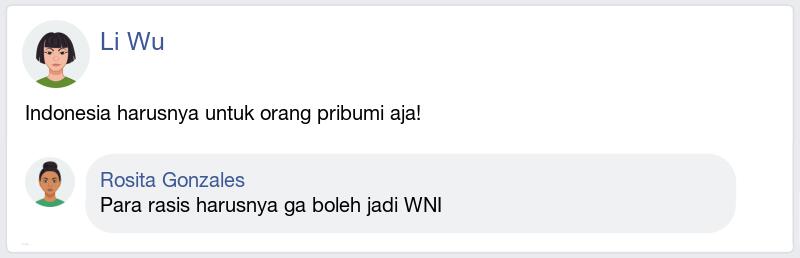 Li Wu
Indonesia harusnya untuk orang pribumi aja!
Rosita Gonzales
Para rasis harusnya ga boleh jadi WNI